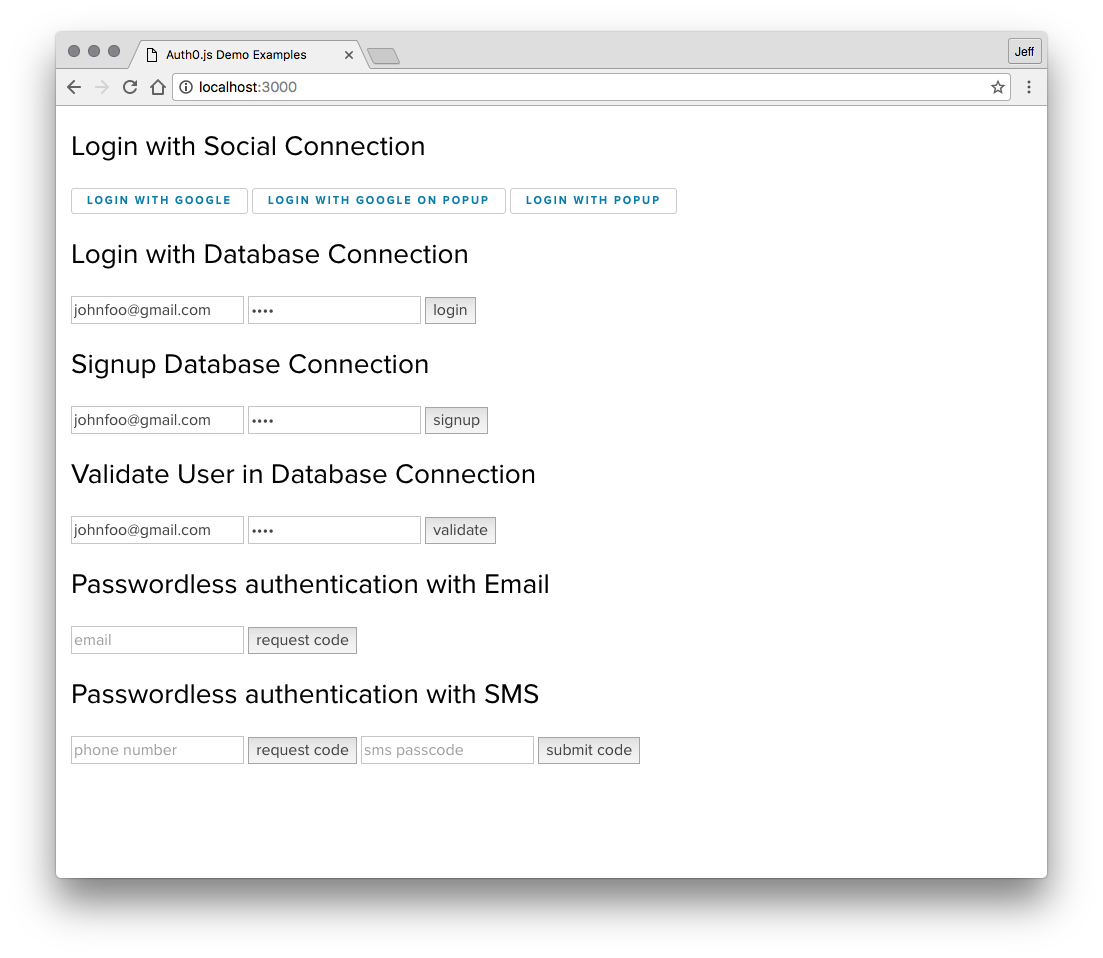 Auth0.js Demo Examples
Jeff
localhost:3000
Login with Social Connection
LOGIN WITH GOOGLE LOGIN WITH GOOGLE ON POPUP LOGIN WITH POPUP
Login with Database Connection
johnfoo@gmail.com •••• login
Signup Database Connection
johnfoo@gmail.com •••• signup
Validate User in Database Connection
johnfoo@gmail.com •••• validate
Passwordless authentication with Email
email request code
Passwordless authentication with SMS
phone number request code sms passcode submit code